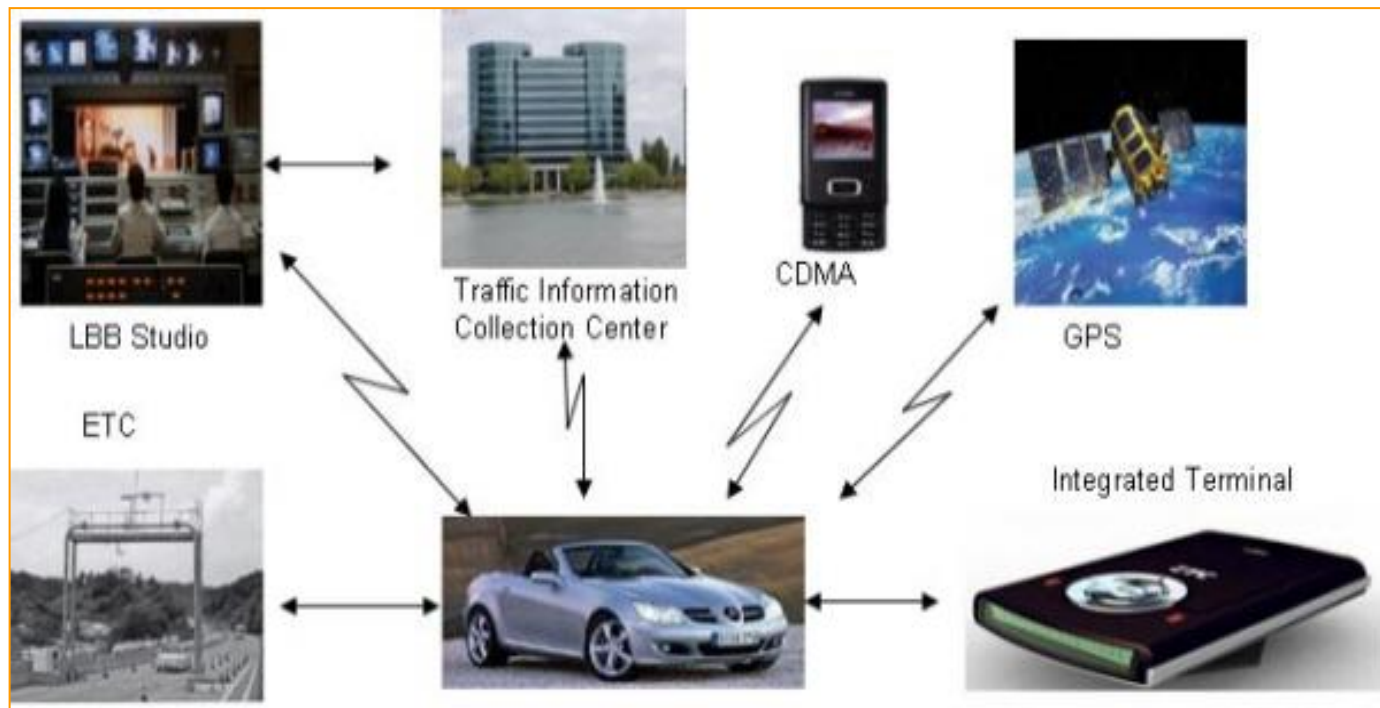 Traffic Information
Collection Center
CDMA
LBB Studio
GPS
ETC
Integrated Terminal